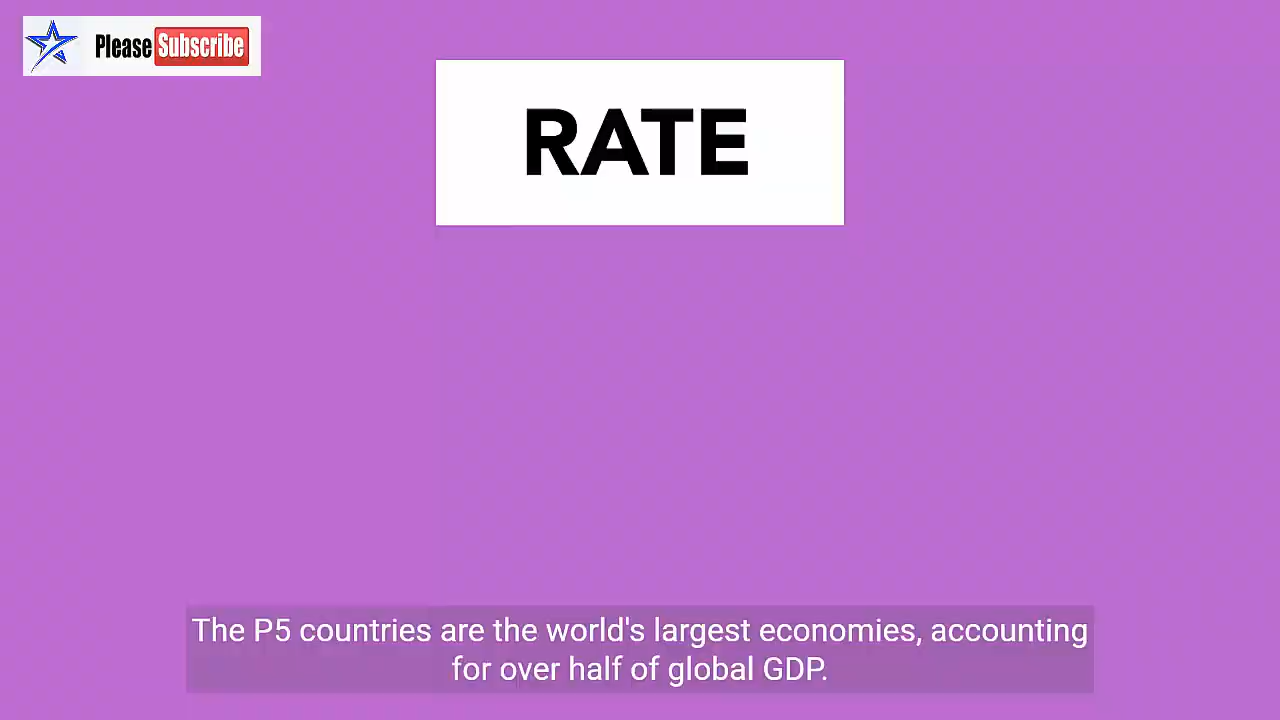 Please Subscribe
RATE
The P5 countries are the world's largest economies, accounting
for over half of global GDP.